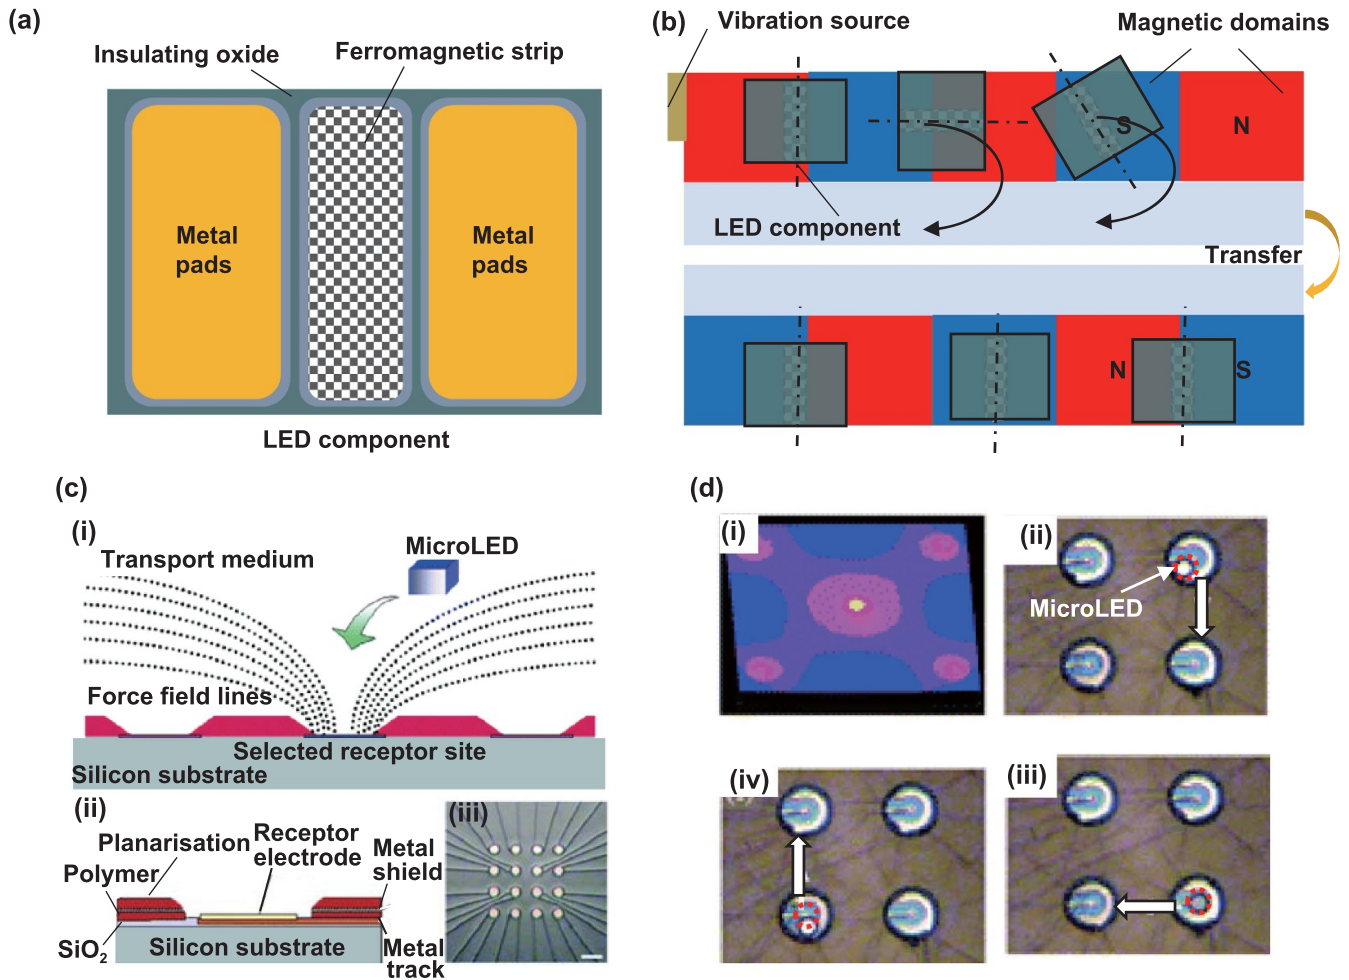 (a)
Insulating oxide
Ferromagnetic strip
Metal
pads
Metal
pads
LED component
(b)
Vibration source
Magnetic domains
S
N
LED component
Transfer
N
S
(c)
(i)
Transport medium
MicroLED
Force field lines
Selected receptor site
Silicon substrate
(ii)
Planarisation
Receptor
electrode
Metal
shield
Polymer
SiO₂
Silicon substrate
Metal
track
(iii)
(d)
(i)
(ii)
MicroLED
(iv)
(iii)